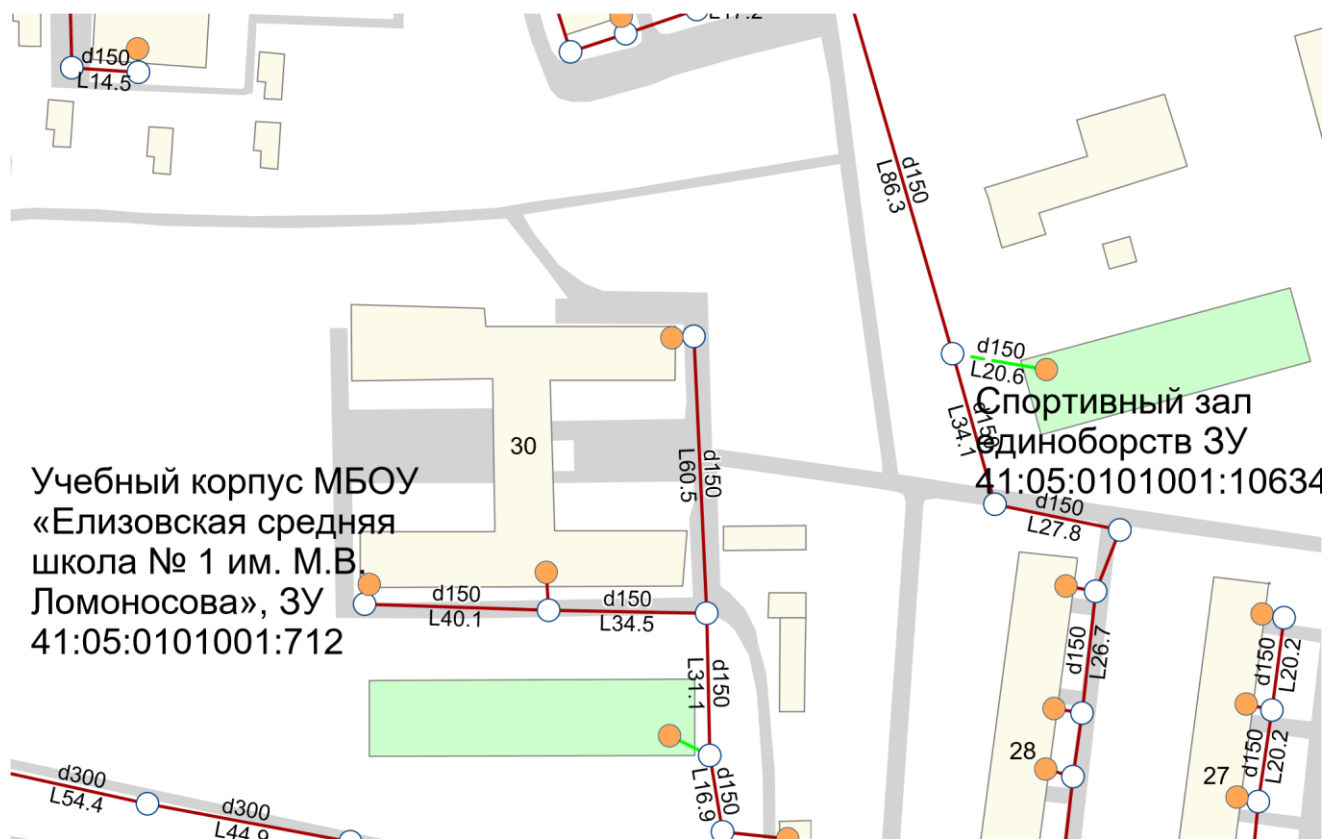 L17.2
d150
L14.5
d150
L86.3
d150
L20.6
d150
L34.1
Спортивный зал
единоборств ЗУ
41:05:0101001:10634
d150
L27.8
30
d150
L60.5
Учебный корпус МБОУ
«Елизовская средняя
школа № 1 им. М.В.
Ломоносова», ЗУ
41:05:0101001:712
d150
L40.1
d150
L34.5
d150
L31.1
d150
L26.7
d150
L20.2
28
27
d150
L20.2
d150
L16.9
d300
L54.4
d300
L44.9